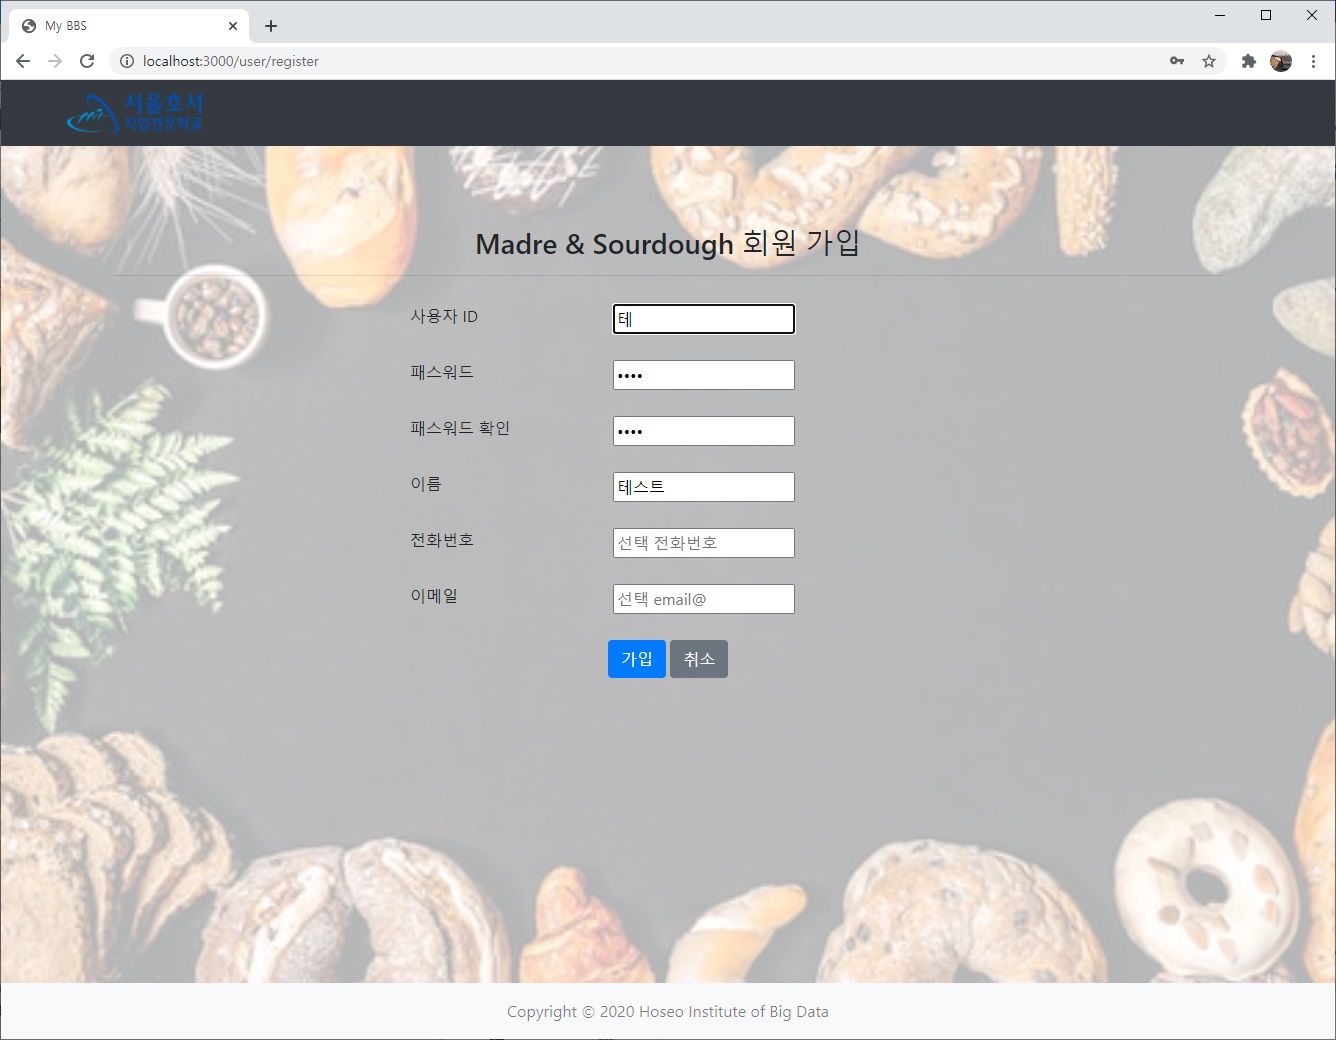 My BBS
localhost:3000/user/register
서울호서
직업전문학교
Madre & Sourdough 회원 가입
사용자 ID
테
패스워드
••••
패스워드 확인
••••
이름
테스트
전화번호
선택 전화번호
이메일
선택 email@
가입 취소
Copyright © 2020 Hoseo Institute of Big Data